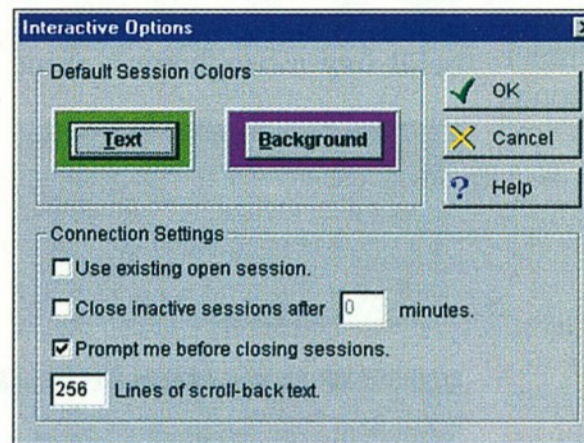 Interactive Options
Default Session Colors
Text
Background
OK
Cancel
Help
Connection Settings
Use existing open session.
Close inactive sessions after 0 minutes.
Prompt me before closing sessions.
256 Lines of scroll-back text.